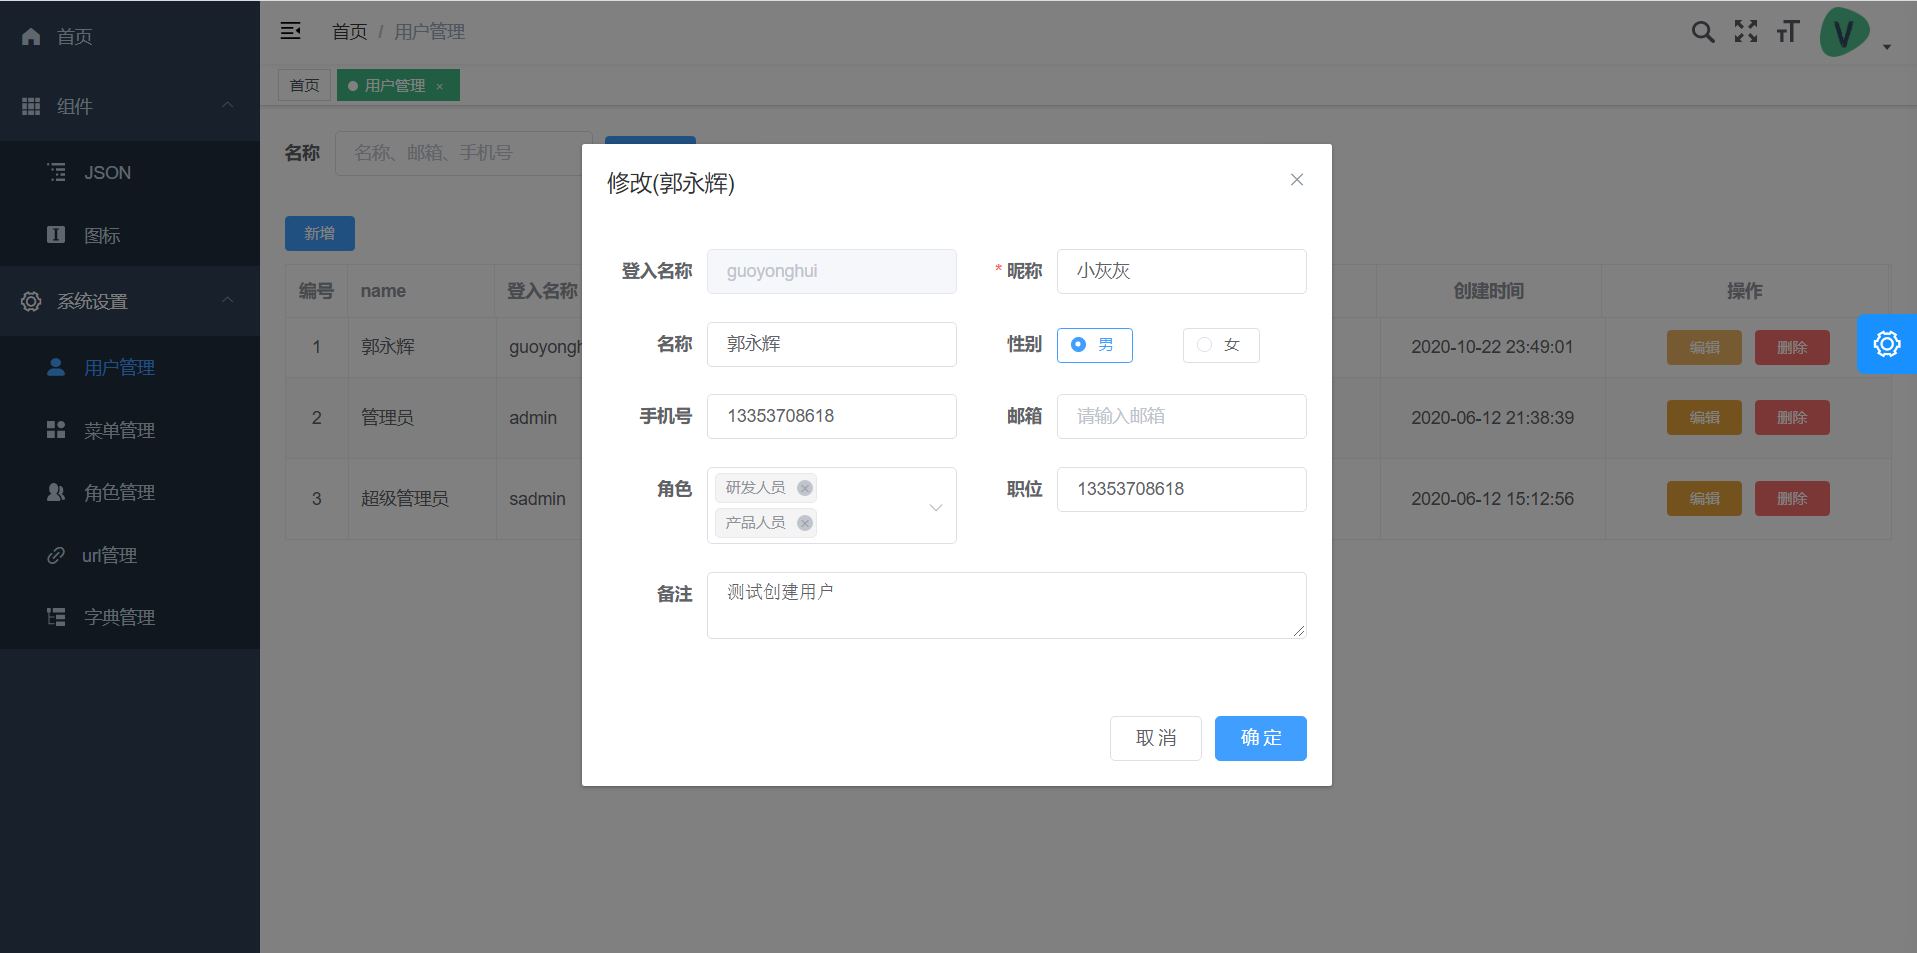 首页
组件
JSON
图标
系统设置
用户管理
菜单管理
角色管理
url管理
字典管理
首页 / 用户管理
V
首页
用户管理 ×
名称 名称、邮箱、手机号
新增
编号 name 登入名称 创建时间 操作
1 郭永辉 guoyongh 2020-10-22 23:49:01 编辑 删除
2 管理员 admin 2020-06-12 21:38:39 编辑 删除
3 超级管理员 sadmin 2020-06-12 15:12:56 编辑 删除
修改(郭永辉)
登入名称 guoyonghui * 昵称 小灰灰
名称 郭永辉 性别 男 女
手机号 13353708618 邮箱 请输入邮箱
角色 研发人员 职位 13353708618
产品人员
备注 测试创建用户
取 消 确 定